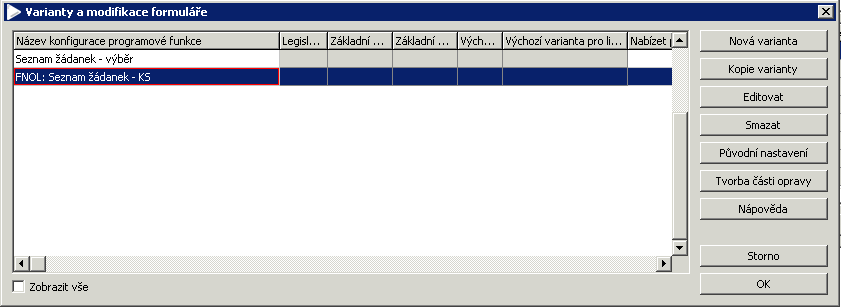 Varianty a modifikace formuláře
Název konfigurace programové funkce Legisl... Základní ... Základní ... Vých... Výchozí varianta pro li... Nabízet
Seznam žádanek - výběr
FNOL: Seznam žádanek - KS
Zobrazit vše
Nová varianta
Kopie varianty
Editovat
Smazat
Původní nastavení
Tvorba části opravy
Nápověda
Storno
OK